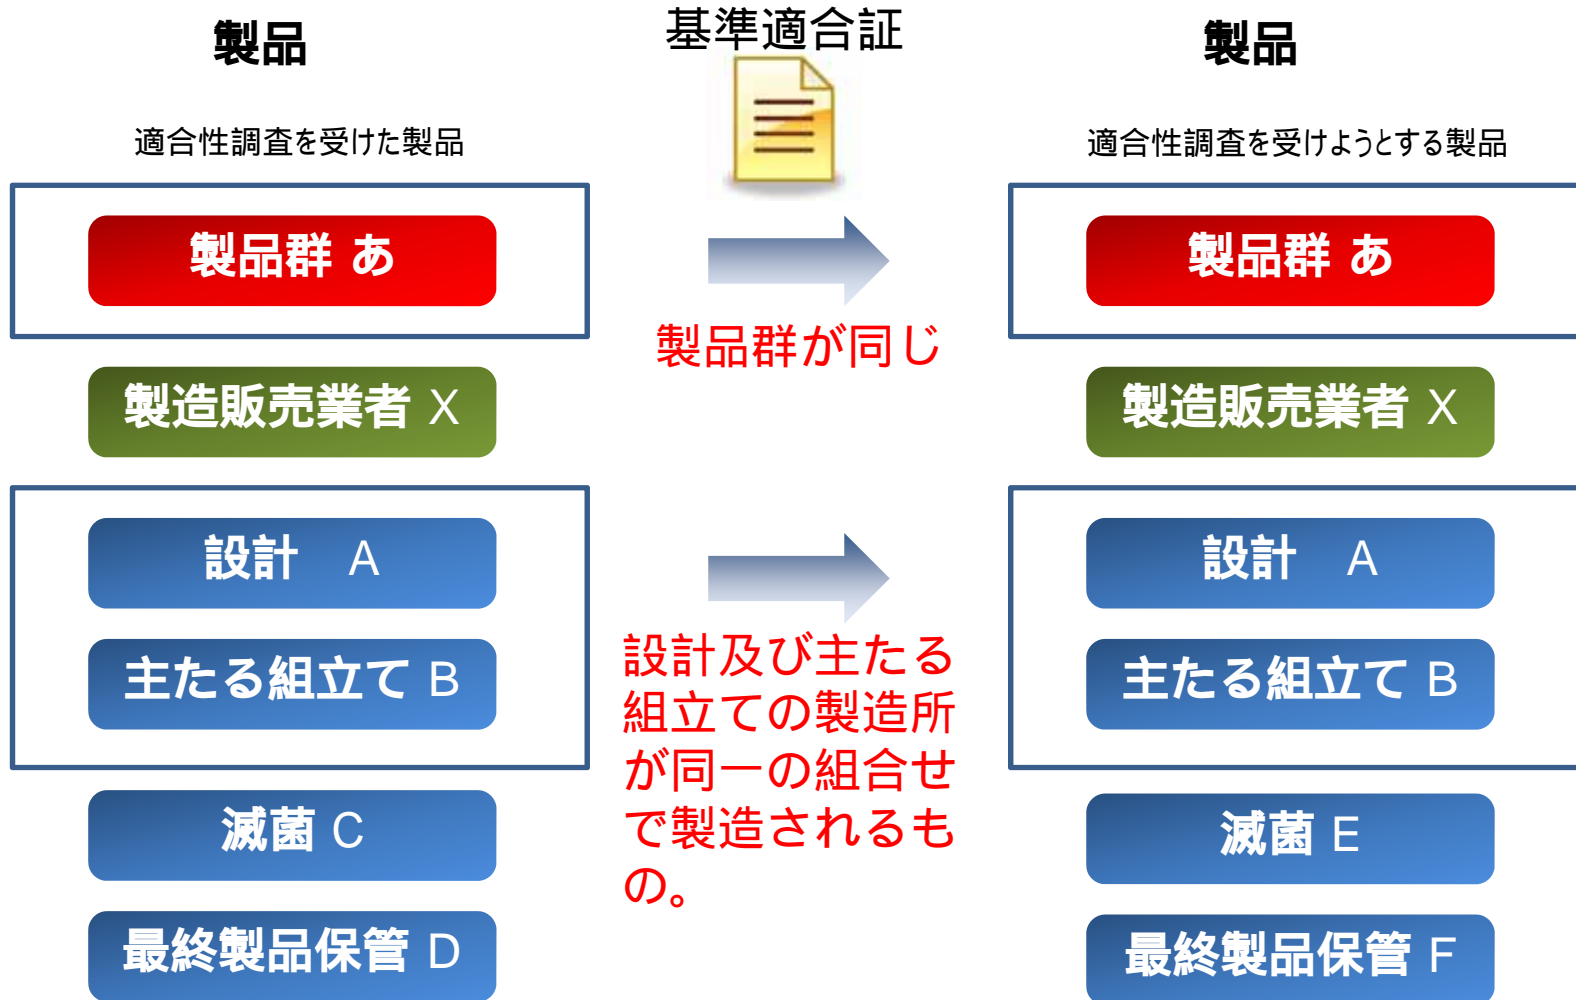 製品
適合性調査を受けた製品
製品群 あ
製造販売業者 X
設計　A
主たる組立て B
滅菌 C
最終製品保管 D
基準適合証
製品群が同じ
設計及び主たる
組立ての製造所
が同一の組合せ
で製造されるも
の。
製品
適合性調査を受けようとする製品
製品群 あ
製造販売業者 X
設計　A
主たる組立て B
滅菌 E
最終製品保管 F